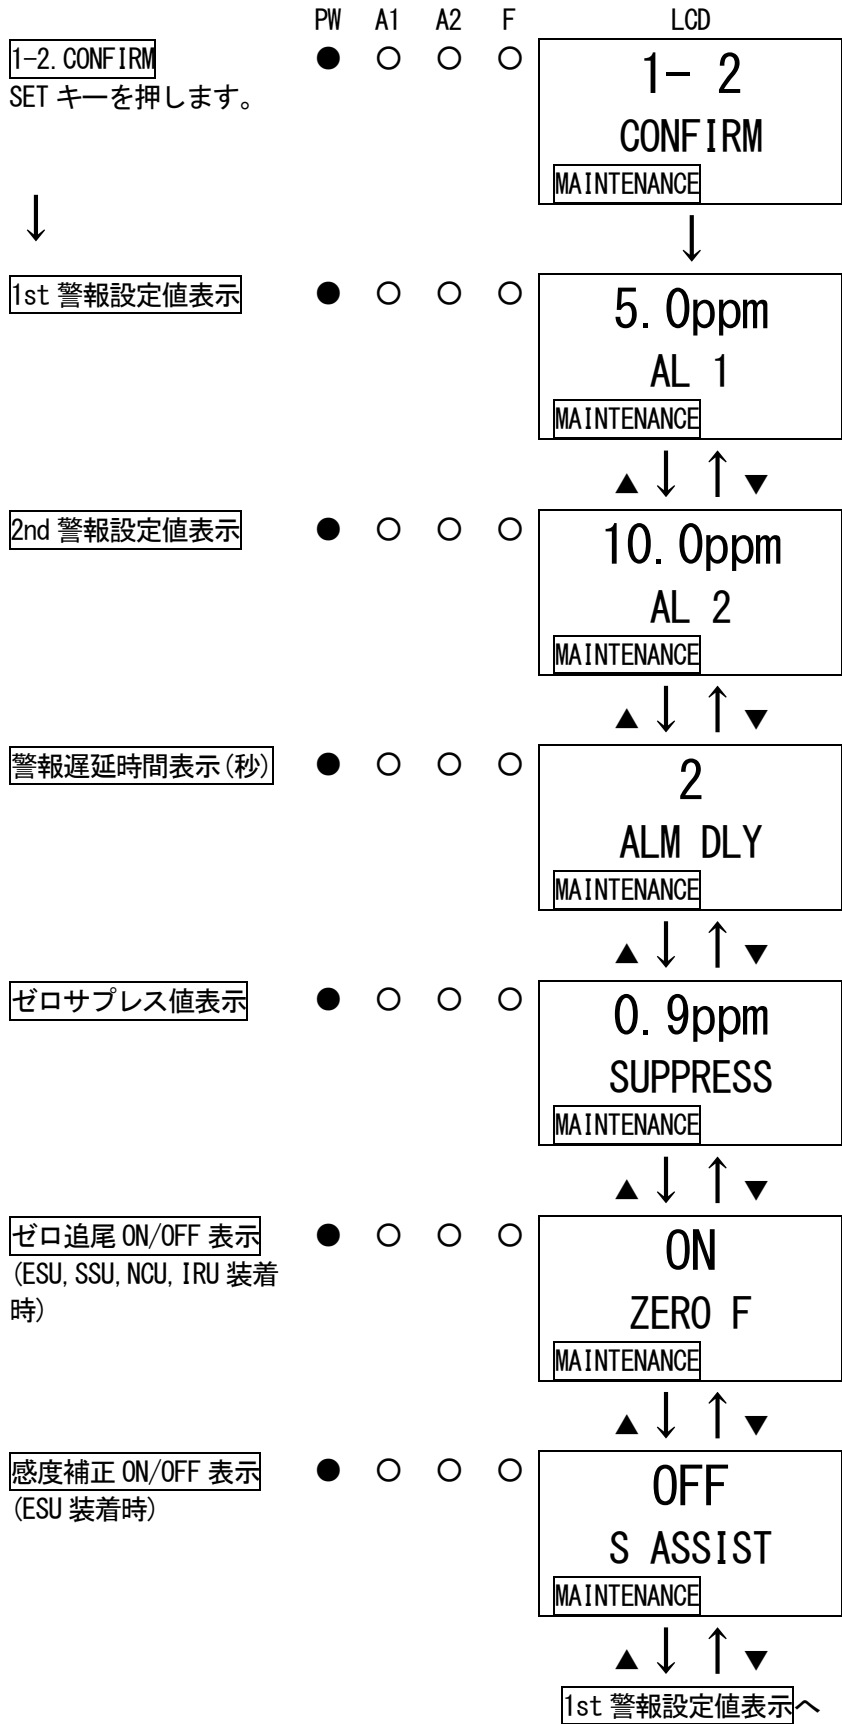 PW A1 A2 F LCD
1-2.CONFIRM ● ○ ○ ○ 1- 2
SET キーを押します。
CONFIRM
MAINTENANCE
↓ ↓
1st 警報設定値表示 ● ○ ○ ○ 5.0ppm
AL 1
MAINTENANCE
▲ ↓ ↑ ▼
2nd 警報設定値表示 ● ○ ○ ○ 10.0ppm
AL 2
MAINTENANCE
▲ ↓ ↑ ▼
警報遅延時間表示(秒) ● ○ ○ ○ 2
ALM DLY
MAINTENANCE
▲ ↓ ↑ ▼
ゼロサプレス値表示 ● ○ ○ ○ 0.9ppm
SUPPRESS
MAINTENANCE
▲ ↓ ↑ ▼
ゼロ追尾 ON/OFF 表示 ● ○ ○ ○ ON
(ESU,SSU,NCU,IRU 装着
時)
ZERO F
MAINTENANCE
▲ ↓ ↑ ▼
感度補正 ON/OFF 表示 ● ○ ○ ○ OFF
(ESU 装着時)
S ASSIST
MAINTENANCE
▲ ↓ ↑ ▼
1st 警報設定値表示へ